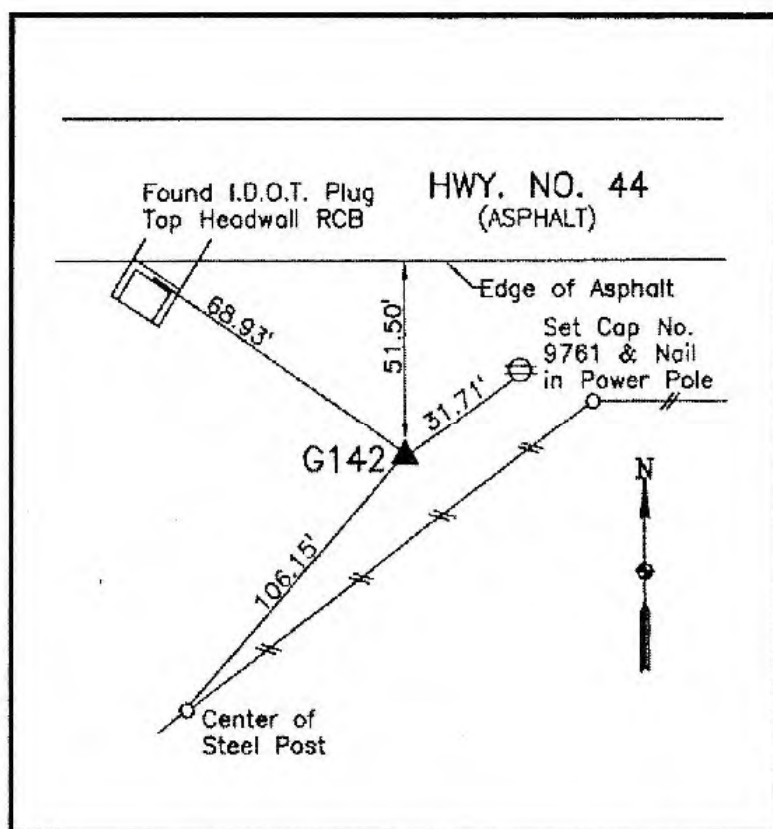 Found I.D.O.T. Plug
Top Headwall RCB
HWY. NO. 44
(ASPHALT)
68.93'
51.50'
Edge of Asphalt
Set Cap No.
9761 & Nail
in Power Pole
31.71'
G142
N
106.15'
Center of
Steel Post